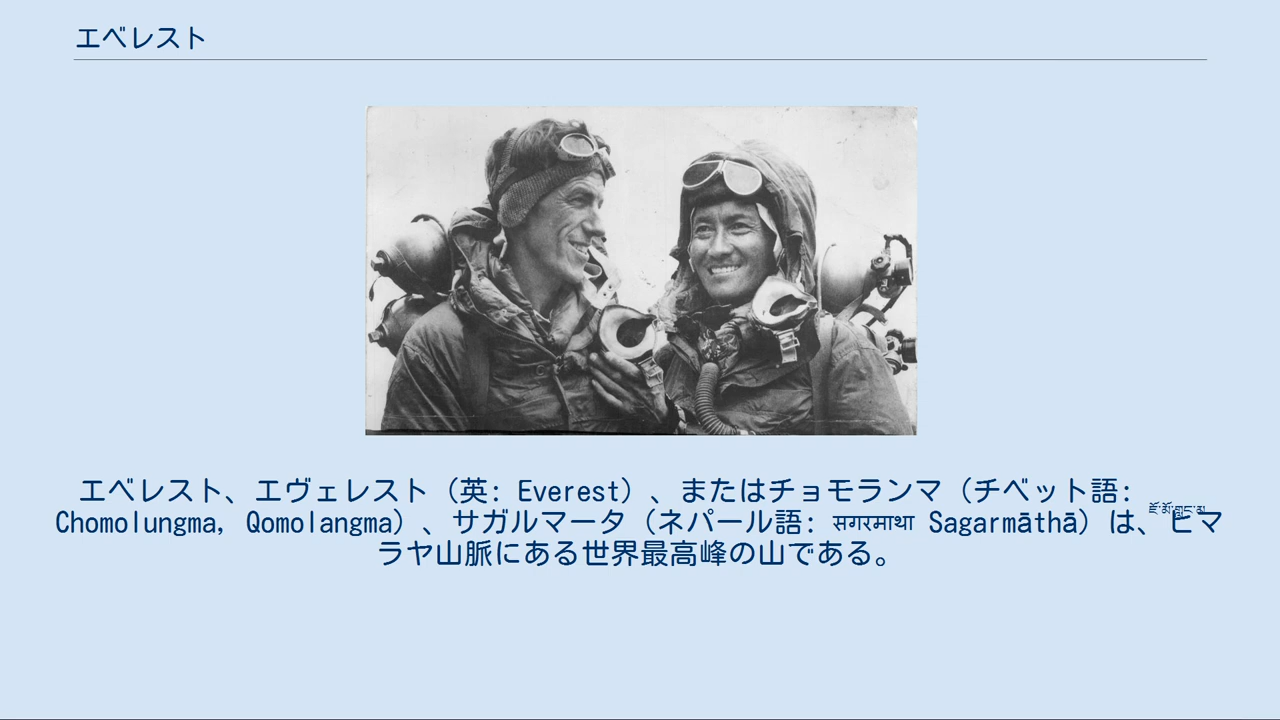 エベレスト
エベレスト、エヴェレスト（英: Everest）、またはチョモランマ（チベット語: ཇོ་མོ་གླང་མ
Chomolungma, Qomolangma）、サガルマータ（ネパール語: सगरमाथा Sagarmāthā）は、ヒマ
ラヤ山脈にある世界最高峰の山である。